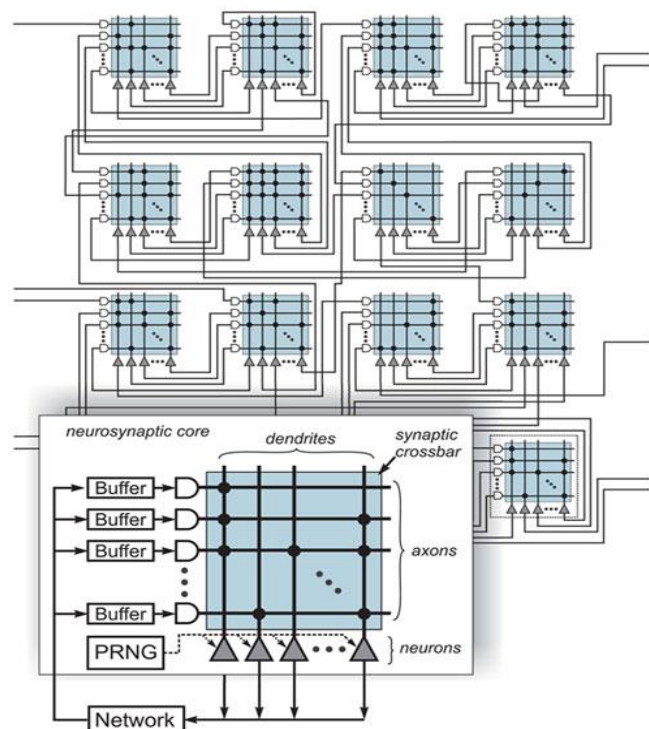 neurosynaptic core
dendrites
synaptic
crossbar
Buffer
Buffer
Buffer
axons
Buffer
PRNG
neurons
Network